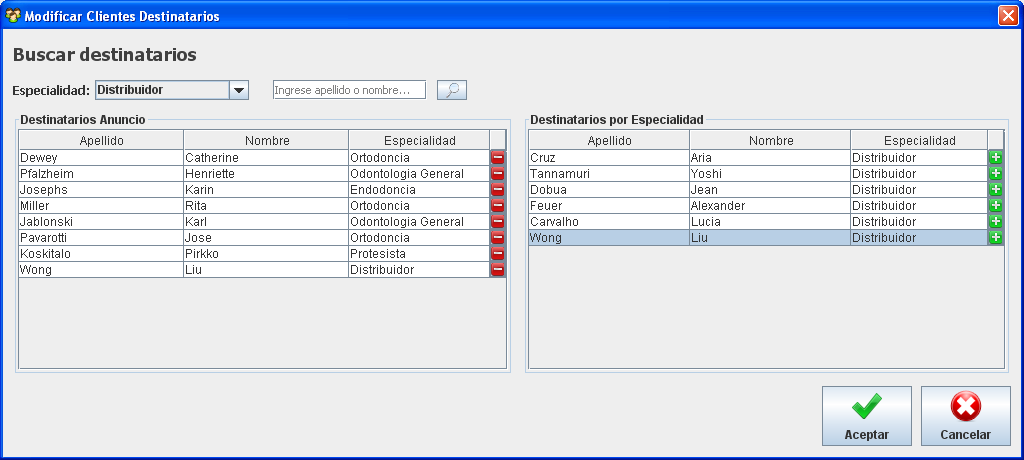 Modificar Clientes Destinatarios
Buscar destinatarios
Especialidad: Distribuidor Ingrese apellido o nombre...
Destinatarios Anuncio
Apellido Nombre Especialidad
Dewey Catherine Ortodoncia
Pfalzheim Henriette Odontologia General
Josephs Karin Endodoncia
Miller Rita Ortodoncia
Jablonski Karl Odontologia General
Pavarotti Jose Ortodoncia
Koskitalo Pirkko Protesista
Wong Liu Distribuidor
Destinatarios por Especialidad
Apellido Nombre Especialidad
Cruz Aria Distribuidor
Tannamuri Yoshi Distribuidor
Dobua Jean Distribuidor
Feuer Alexander Distribuidor
Carvalho Lucia Distribuidor
Wong Liu Distribuidor
Aceptar Cancelar